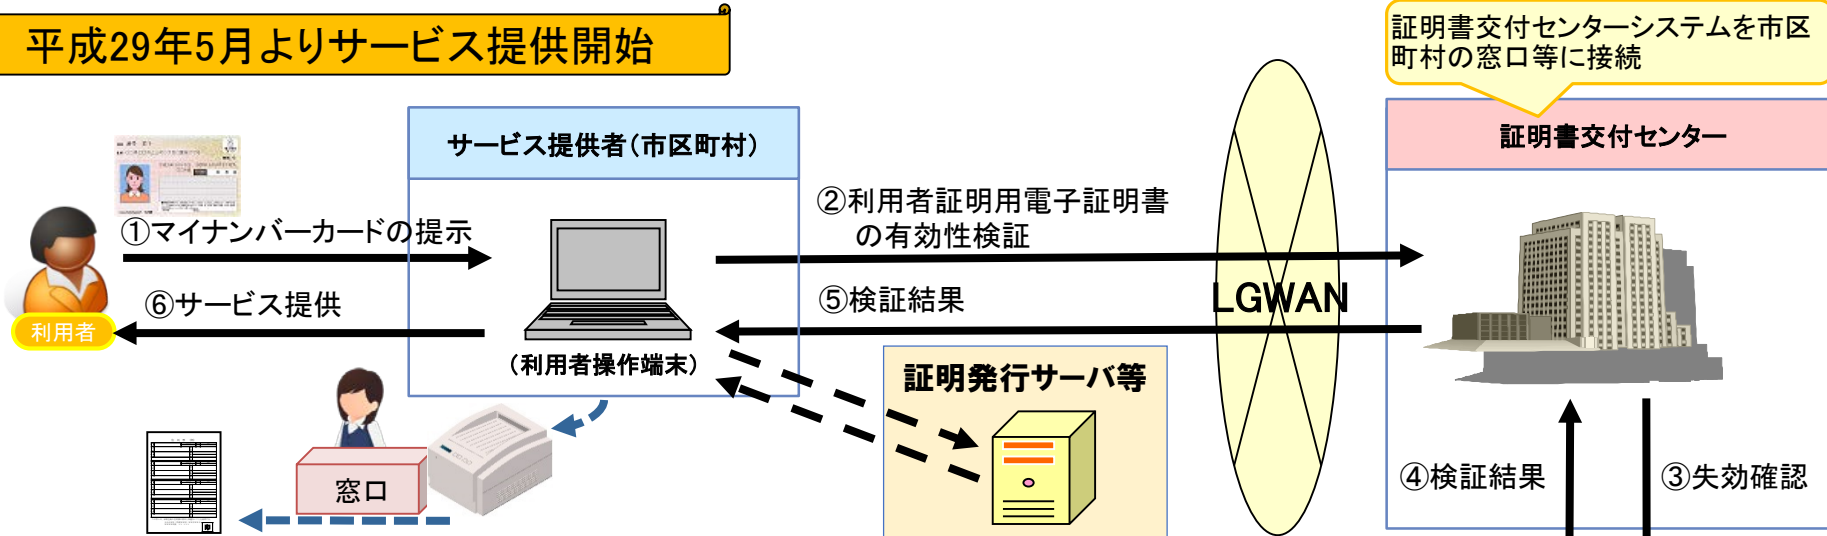 平成29年5月よりサービス提供開始
証明書交付センターシステムを市区
町村の窓口等に接続
サービス提供者(市区町村)
証明書交付センター
①マイナンバーカードの提示
②利用者証明用電子証明書
の有効性検証
⑥サービス提供
⑤検証結果
LGWAN
利用者
(利用者操作端末)
証明発行サーバ等
窓口
④検証結果
③失効確認